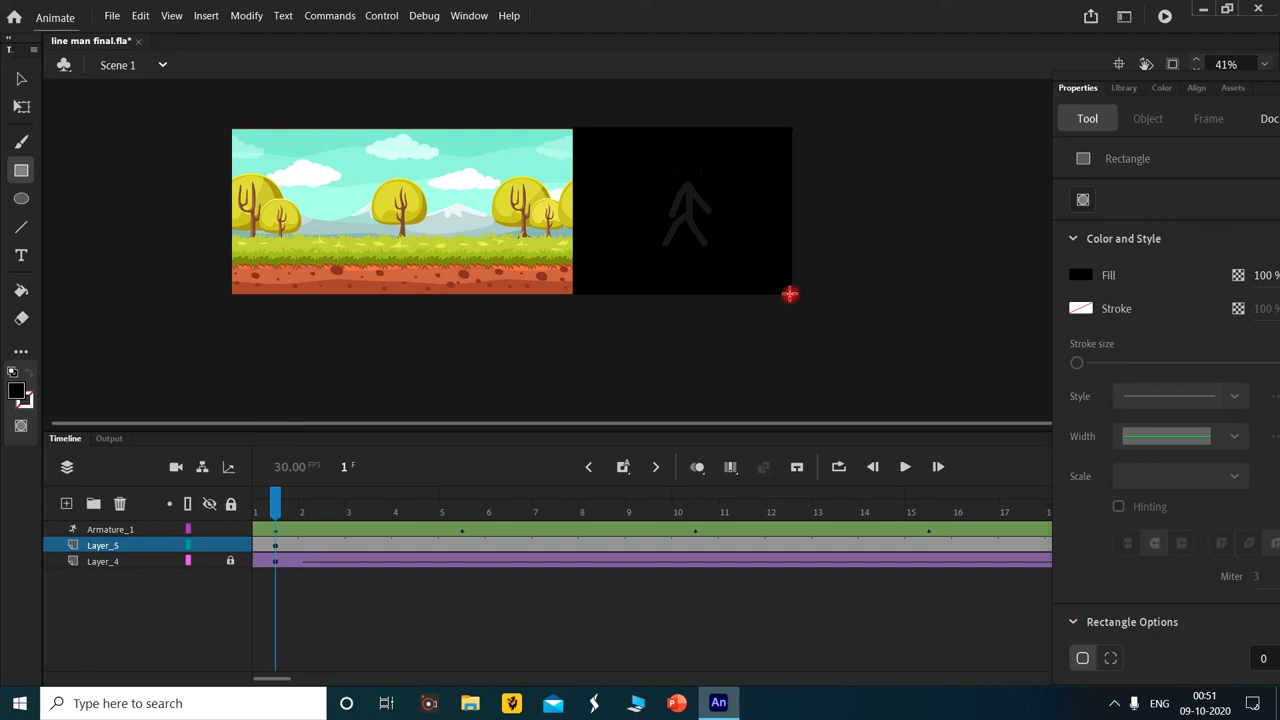 Animate File Edit View Insert Modify Text Commands Control Debug Window Help
line man final.fla*
Scene 1 41%
Properties Library Color Align Assets
Tool Object Frame Doc
Rectangle
Color and Style
Fill 100 %
Stroke 100 %
Stroke size
Style
Width
Scale
Hinting
Miter 3
Rectangle Options
0
T.
T
Timeline Output
30.00 FPS 1 F
1 2 3 4 5 6 7 8 9 10 11 12 13 14 15 16 17 18
Armature_1
Layer_5
Layer_4
Type here to search
An
ENG
00:51
09-10-2020